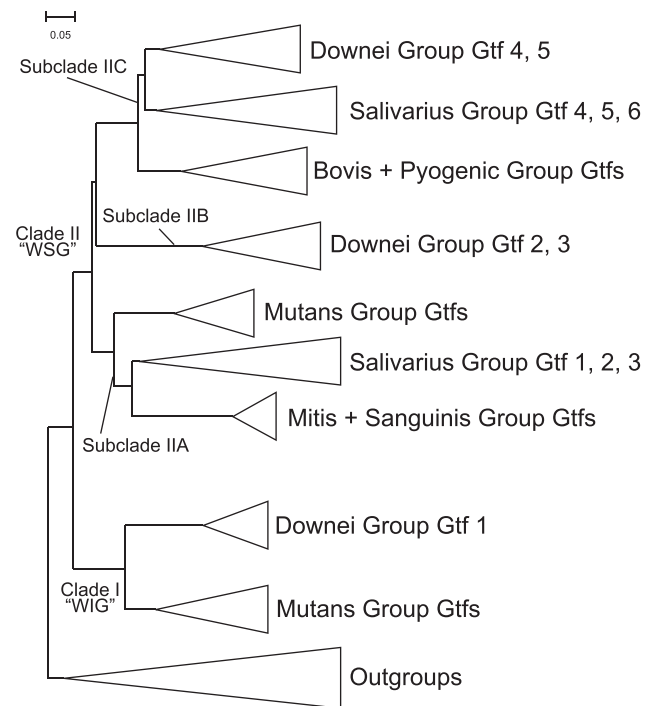 0.05
Downei Group Gtf 4, 5
Subclade IIC
Salivarius Group Gtf 4, 5, 6
Bovis + Pyogenic Group Gtfs
Subclade IIB
Clade II
“WSG”
Downei Group Gtf 2, 3
Mutans Group Gtfs
Salivarius Group Gtf 1, 2, 3
Mitis + Sanguinis Group Gtfs
Subclade IIA
Downei Group Gtf 1
Clade I
“WIG”
Mutans Group Gtfs
Outgroups